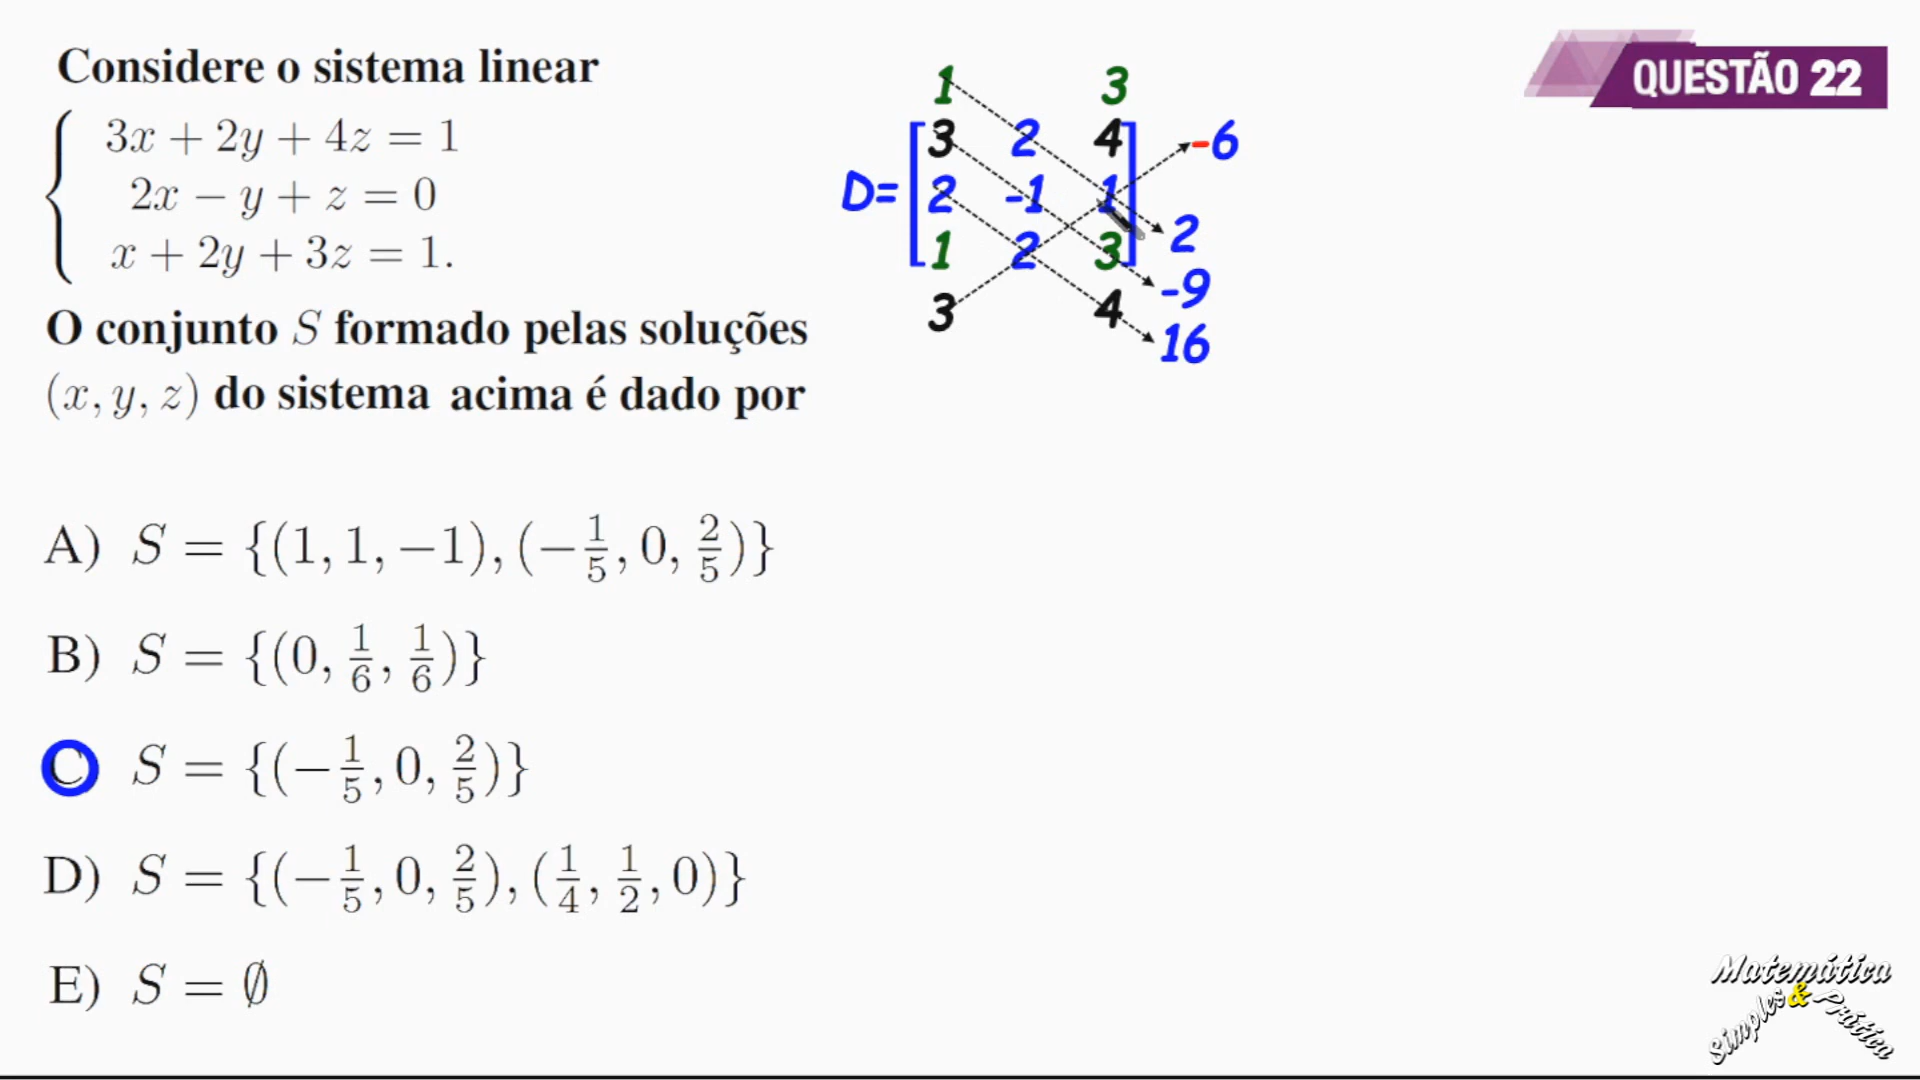 Considere o sistema linear
3x + 2y + 4z = 1
2x − y + z = 0
x + 2y + 3z = 1.
O conjunto S formado pelas soluções
(x, y, z) do sistema acima é dado por
A) S = {(1, 1, −1), (−1/5, 0, 2/5)}
B) S = {(0, 1/6, 1/6)}
C S = {(−1/5, 0, 2/5)}
D) S = {(−1/5, 0, 2/5), (1/4, 1/2, 0)}
E) S = ∅
1 3
3 2 4 -6
D= 2 -1 1
2
1 2 3
-9
3 4
16
QUESTÃO 22
Matemática
Simples & Prática